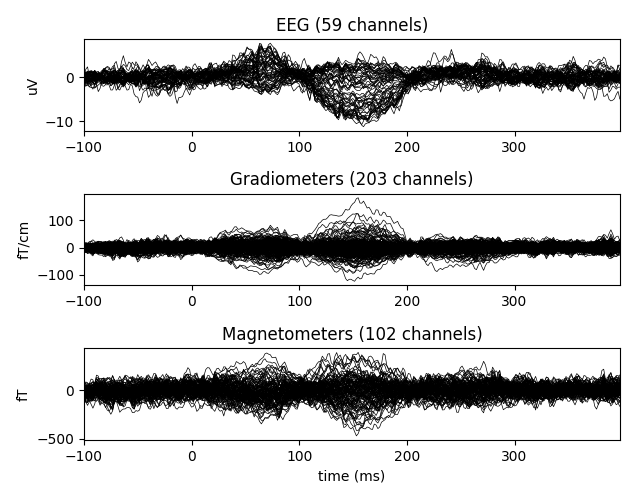 EEG (59 channels)
uV
0
−10
−100 0 100 200 300
Gradiometers (203 channels)
fT/cm
100
0
−100
−100 0 100 200 300
Magnetometers (102 channels)
fT
0
−500
−100 0 100 200 300
time (ms)